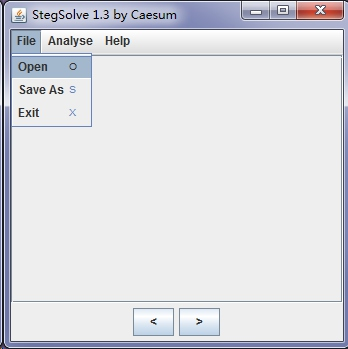 StegSolve 1.3 by Caesum
File Analyse Help
Open O
Save As S
Exit X
< >